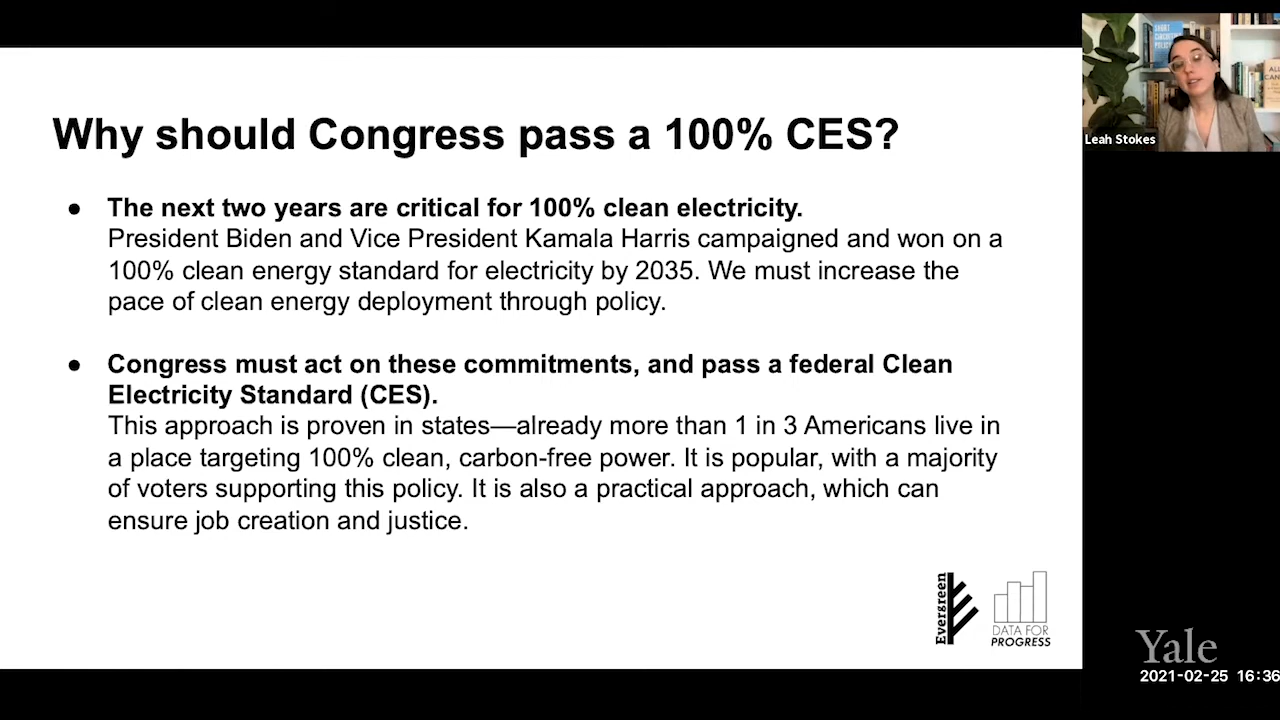 Why should Congress pass a 100% CES?
● The next two years are critical for 100% clean electricity.
President Biden and Vice President Kamala Harris campaigned and won on a
100% clean energy standard for electricity by 2035. We must increase the
pace of clean energy deployment through policy.
● Congress must act on these commitments, and pass a federal Clean
Electricity Standard (CES).
This approach is proven in states—already more than 1 in 3 Americans live in
a place targeting 100% clean, carbon-free power. It is popular, with a majority
of voters supporting this policy. It is also a practical approach, which can
ensure job creation and justice.
Evergreen
DATA FOR
PROGRESS
SHORT
Leah Stokes
Yale
2021-02-25 16:36